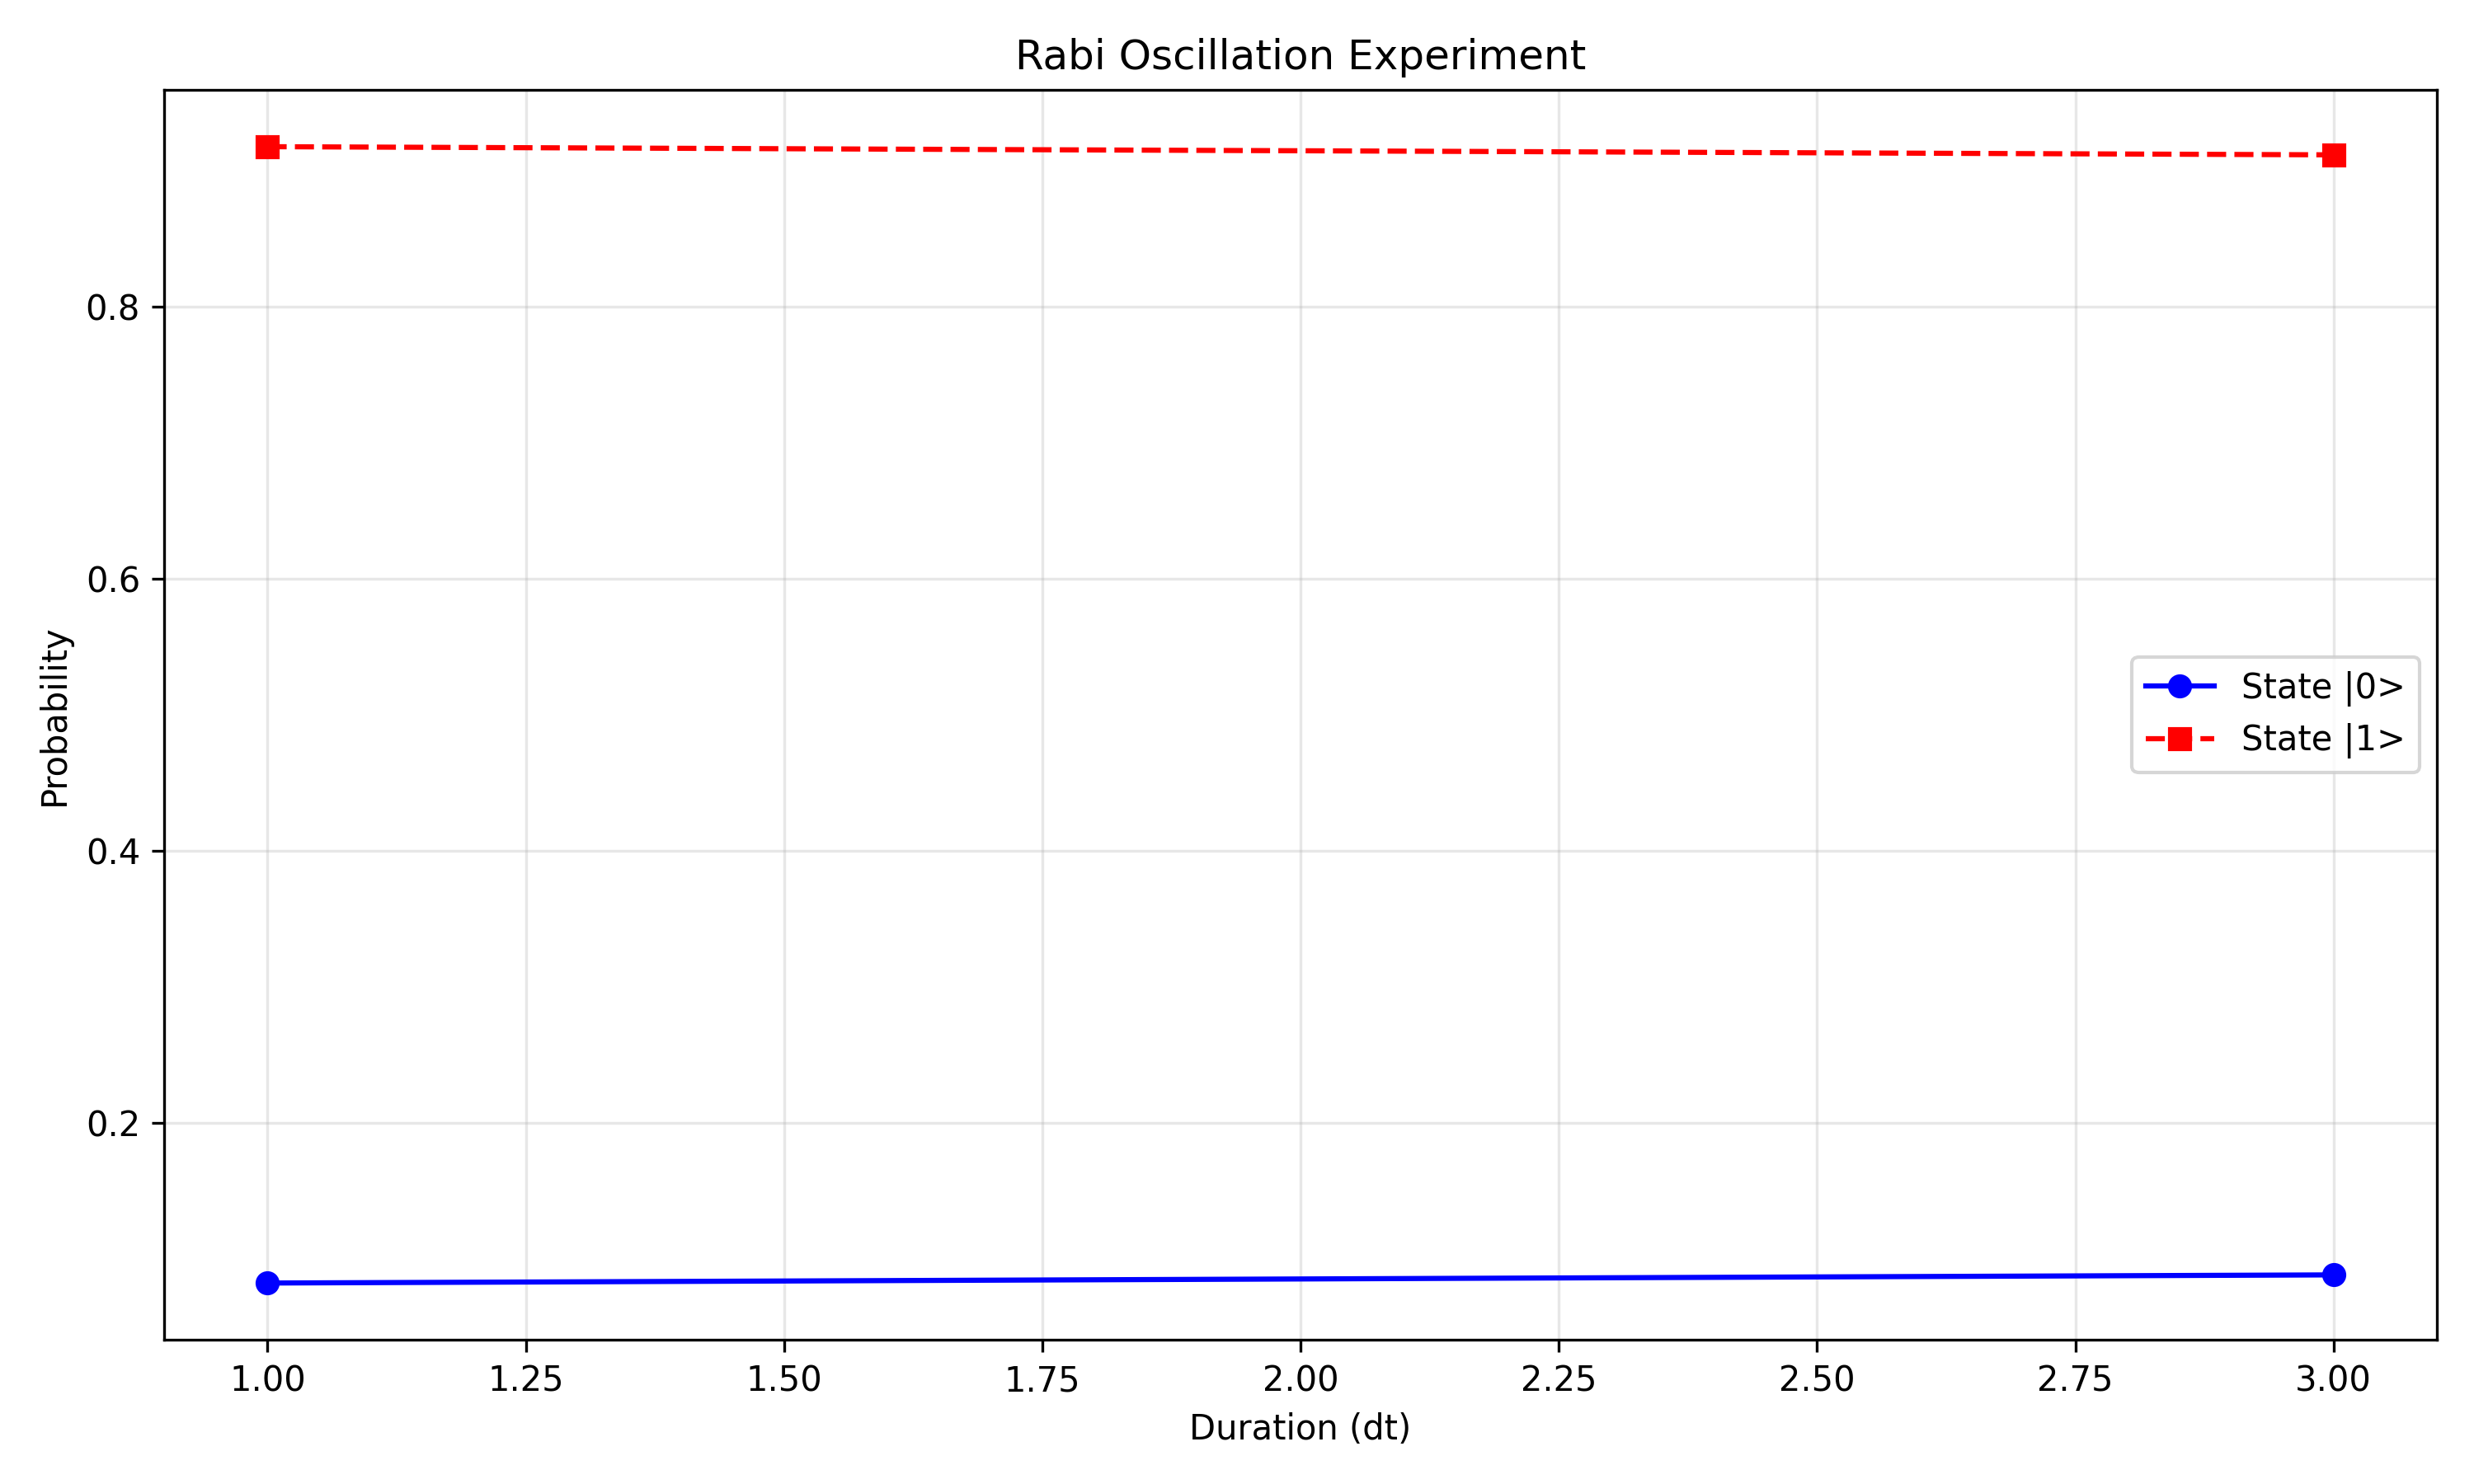 Rabi Oscillation Experiment
Probability
0.8
0.6
0.4
0.2
State |0>
State |1>
1.00 1.25 1.50 1.75 2.00 2.25 2.50 2.75 3.00
Duration (dt)